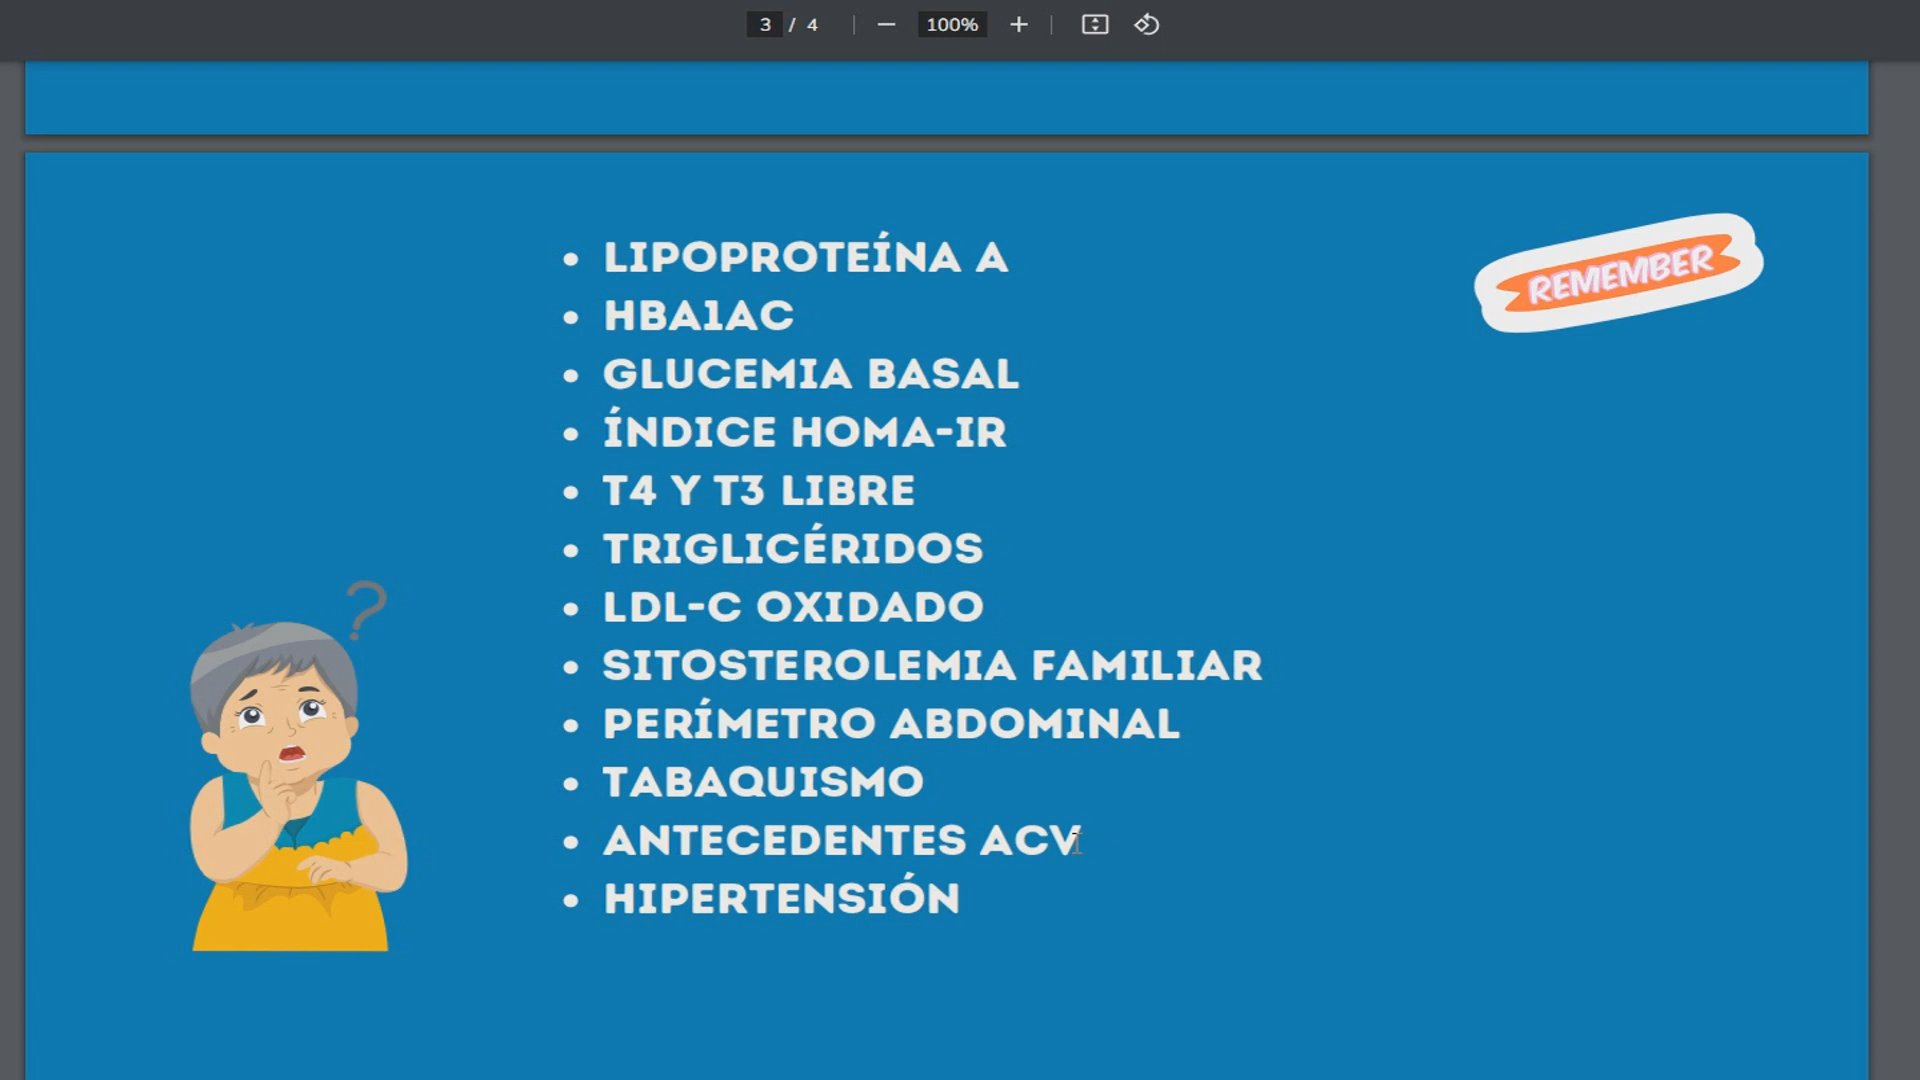 3 / 4 100%
REMEMBER
• LIPOPROTEÍNA A
• HBA1AC
• GLUCEMIA BASAL
• ÍNDICE HOMA-IR
• T4 Y T3 LIBRE
• TRIGLICÉRIDOS
• LDL-C OXIDADO
• SITOSTEROLEMIA FAMILIAR
• PERÍMETRO ABDOMINAL
• TABAQUISMO
• ANTECEDENTES ACV
• HIPERTENSIÓN
?